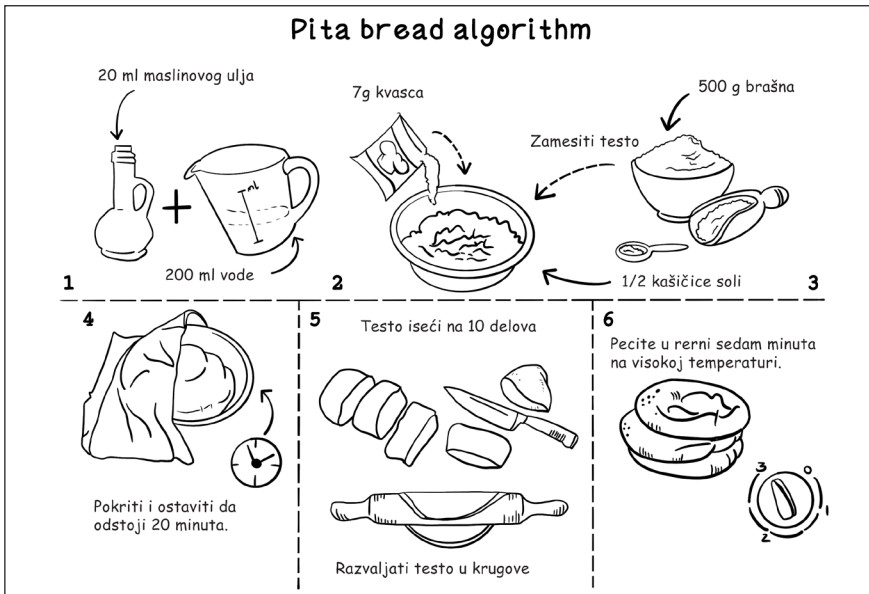 Pita bread algorithm
20 ml maslinovog ulja
200 ml vode
1
7g kvasca
2
Zamesiti testo
500 g brašna
1/2 kašičice soli
3
4
Pokriti i ostaviti da
odstoji 20 minuta.
5
Testo iseći na 10 delova
Razvaljati testo u krugove
6
Pecite u rerni sedam minuta
na visokoj temperaturi.
ml
3
0
1
2